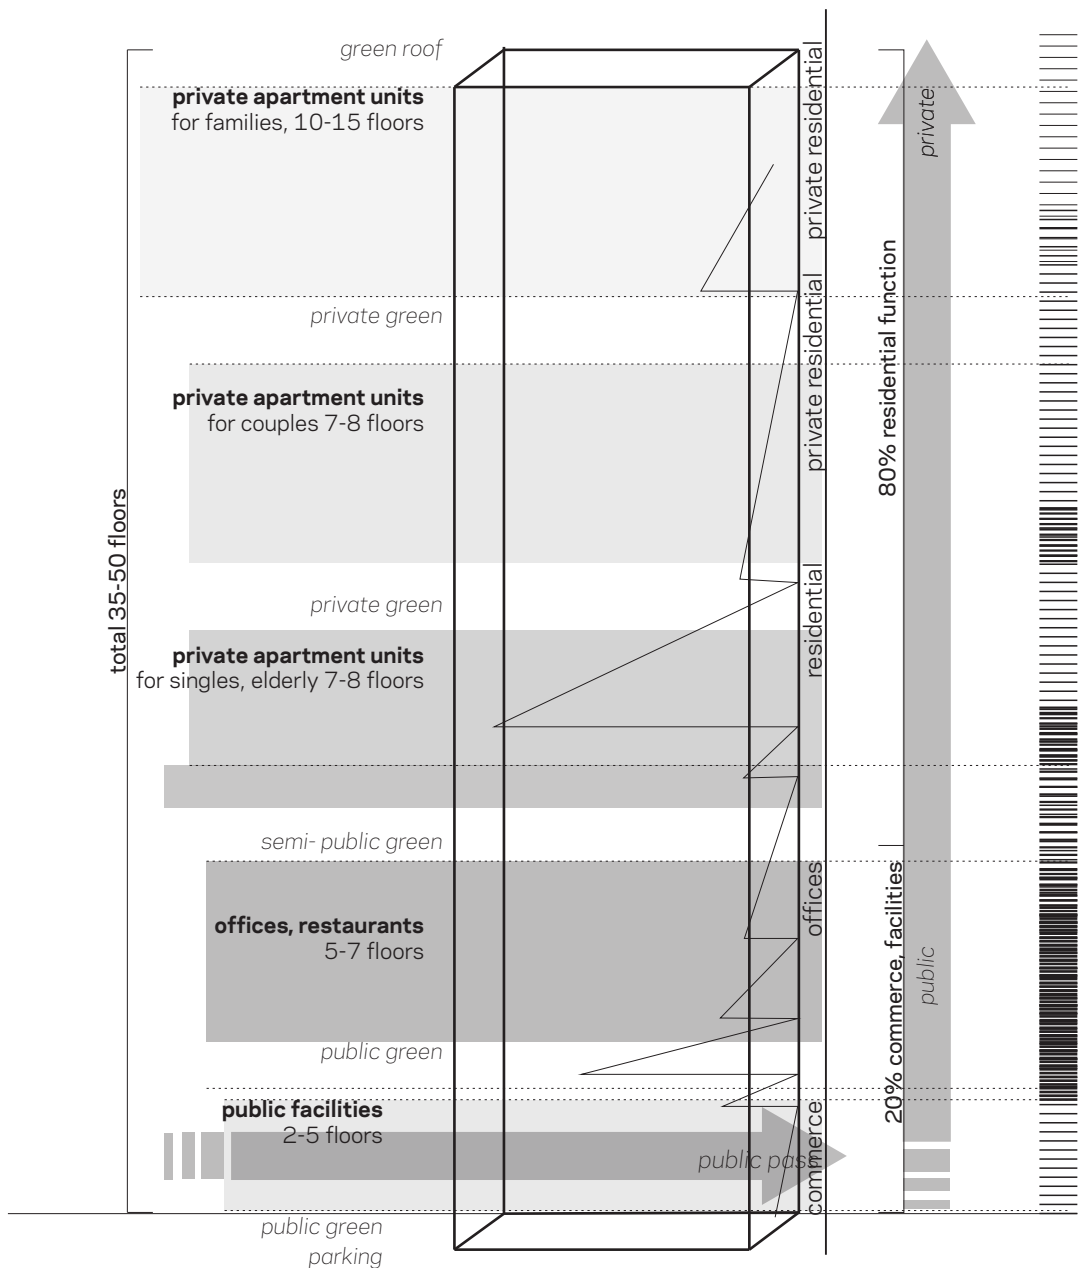 green roof
private apartment units
for families, 10-15 floors
private green
private apartment units
for couples 7-8 floors
private green
private apartment units
for singles, elderly 7-8 floors
semi- public green
offices, restaurants
5-7 floors
public green
public facilities
2-5 floors
public pass
public green
parking
total 35-50 floors
private residential
private residential
residential
offices
commerce
80% residential function
20% commerce, facilities
private
public